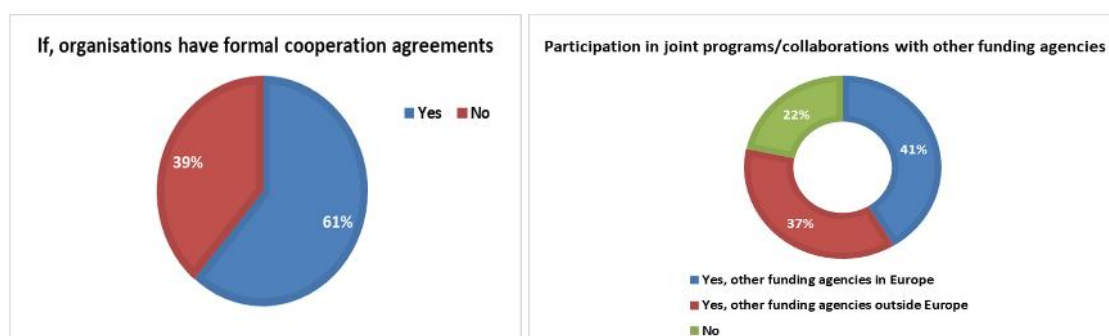 If, organisations have formal cooperation agreements
Yes No
39%
61%
Participation in joint programs/collaborations with other funding agencies
22%
41%
37%
Yes, other funding agencies in Europe
Yes, other funding agencies outside Europe
No